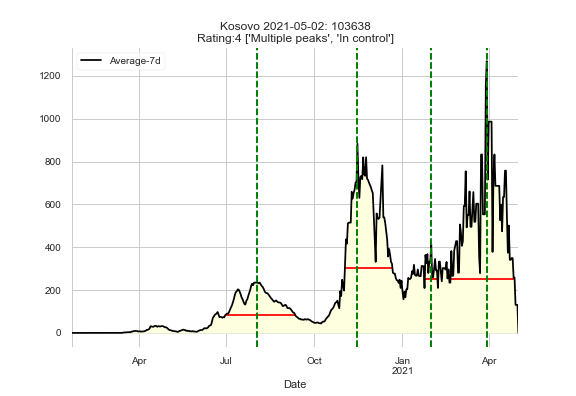 Kosovo 2021-05-02: 103638
Rating:4 ['Multiple peaks', 'In control']
Average-7d
1200
1000
800
600
400
200
0
Apr
Jul
Oct
Jan
2021
Apr
Date